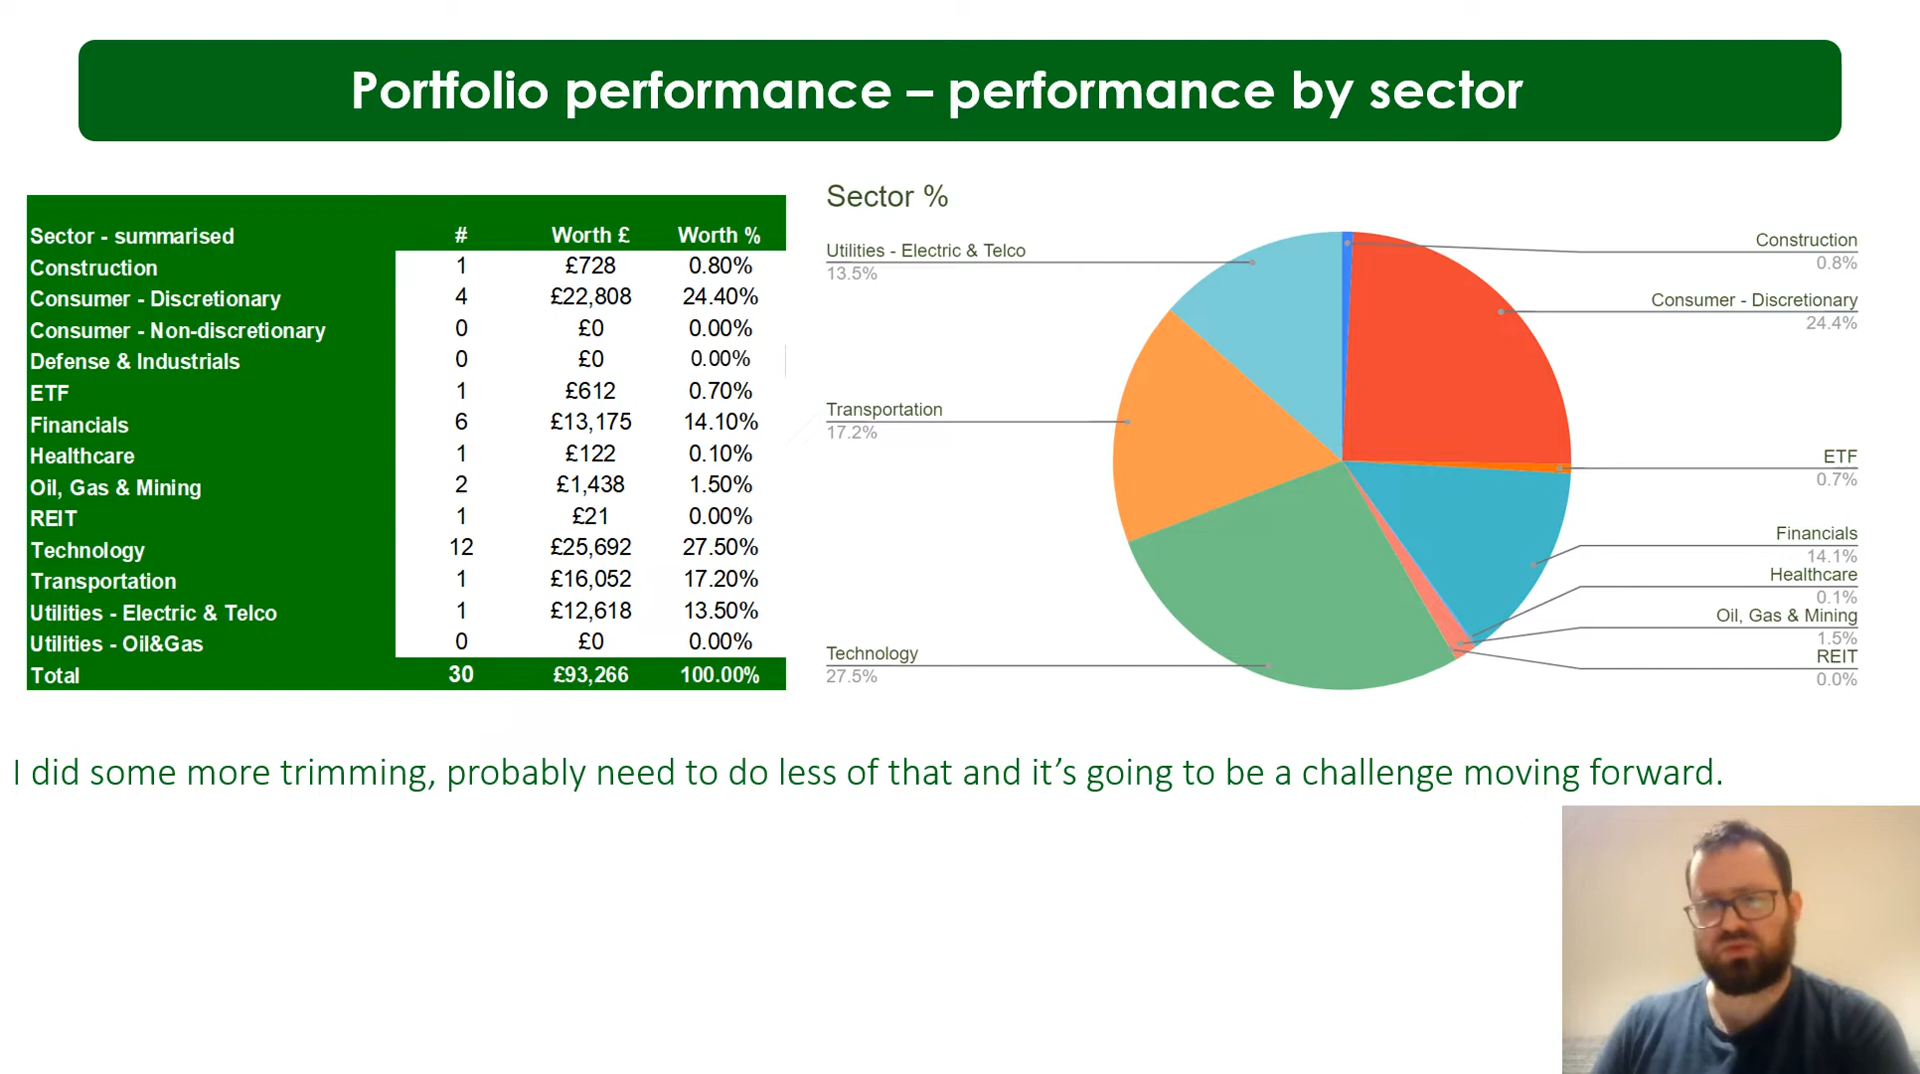 Portfolio performance – performance by sector
Sector - summarised # Worth £ Worth %
Construction 1 £728 0.80%
Consumer - Discretionary 4 £22,808 24.40%
Consumer - Non-discretionary 0 £0 0.00%
Defense & Industrials 0 £0 0.00%
ETF 1 £612 0.70%
Financials 6 £13,175 14.10%
Healthcare 1 £122 0.10%
Oil, Gas & Mining 2 £1,438 1.50%
REIT 1 £21 0.00%
Technology 12 £25,692 27.50%
Transportation 1 £16,052 17.20%
Utilities - Electric & Telco 1 £12,618 13.50%
Utilities - Oil&Gas 0 £0 0.00%
Total 30 £93,266 100.00%
Sector %
Utilities - Electric & Telco
13.5%
Transportation
17.2%
Technology
27.5%
Construction
0.8%
Consumer - Discretionary
24.4%
ETF
0.7%
Financials
14.1%
Healthcare
0.1%
Oil, Gas & Mining
1.5%
REIT
0.0%
I did some more trimming, probably need to do less of that and it’s going to be a challenge moving forward.